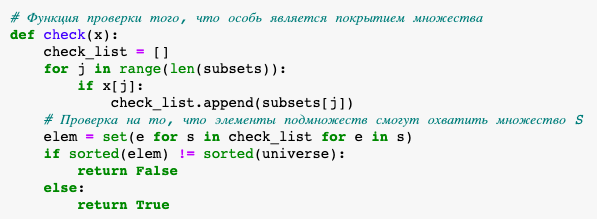 # Функция проверки того, что особь является покрытием множества
def check(x):
    check_list = []
    for j in range(len(subsets)):
        if x[j]:
            check_list.append(subsets[j])
    # Проверка на то, что элементы подмножеств смогут охватить множество S
    elem = set(e for s in check_list for e in s)
    if sorted(elem) != sorted(universe):
        return False
    else:
        return True